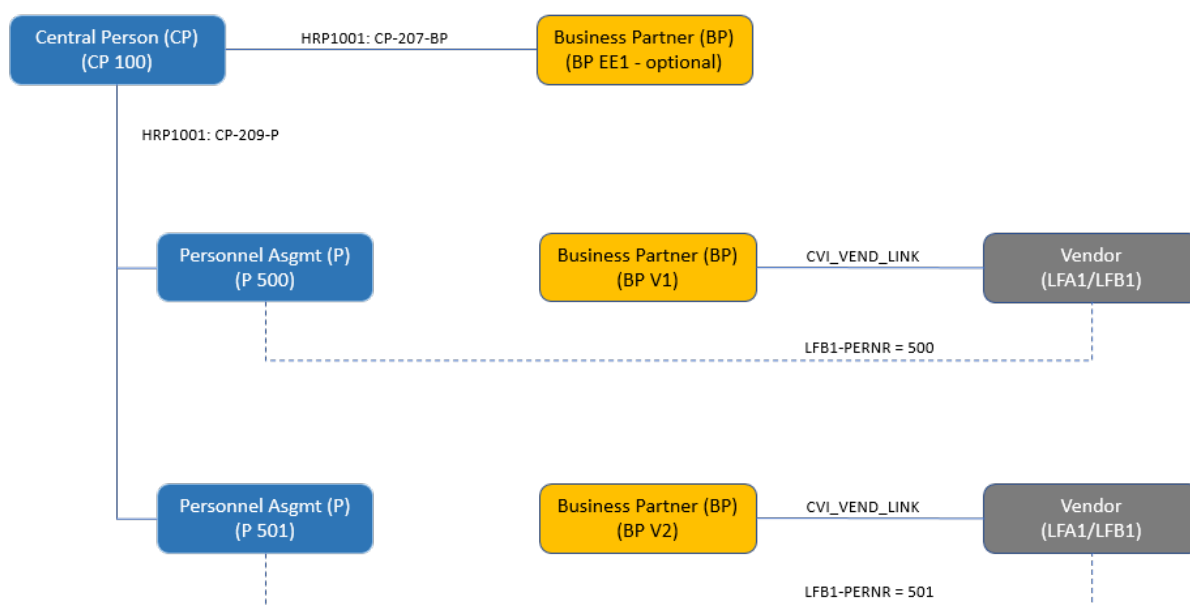 Central Person (CP)
(CP 100)
HRP1001: CP-207-BP
Business Partner (BP)
(BP EE1 - optional)
HRP1001: CP-209-P
Personnel Asgmt (P)
(P 500)
Business Partner (BP)
(BP V1)
CVI_VEND_LINK
Vendor
(LFA1/LFB1)
LFB1-PERNR = 500
Personnel Asgmt (P)
(P 501)
Business Partner (BP)
(BP V2)
CVI_VEND_LINK
Vendor
(LFA1/LFB1)
LFB1-PERNR = 501